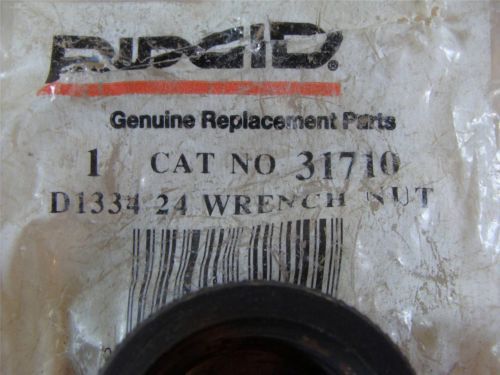 RIDGID®
Genuine Replacement Parts
1 CAT NO 31710
D1334 24 WRENCH NUT